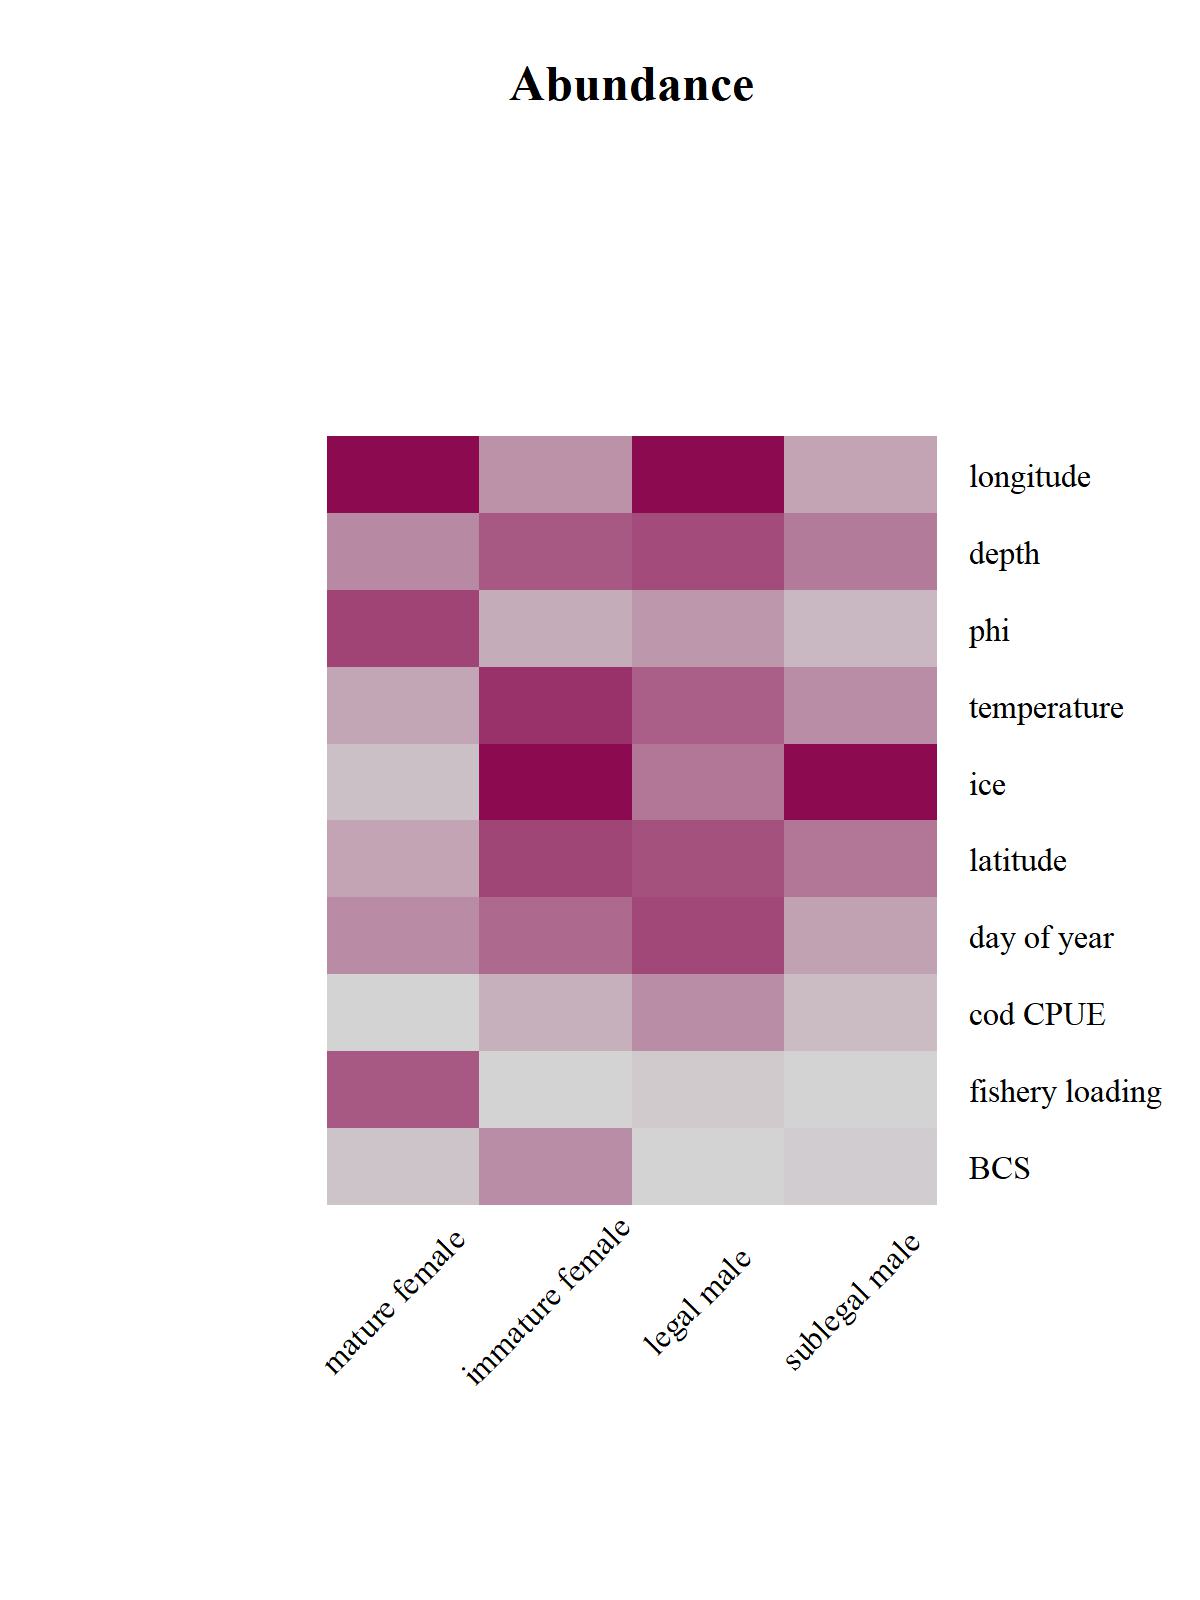 Abundance
longitude
depth
phi
temperature
ice
latitude
day of year
cod CPUE
fishery loading
BCS
mature female
immature female
legal male
sublegal male